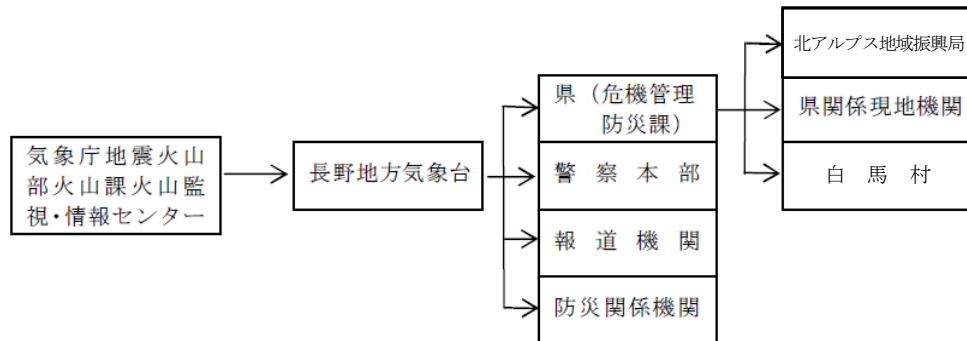 気象庁地震火山
部火山課火山監
視・情報センター
長野地方気象台
県（危機管理
防災課）
警察本部
報道機関
防災関係機関
北アルプス地域振興局
県関係現地機関
白馬村